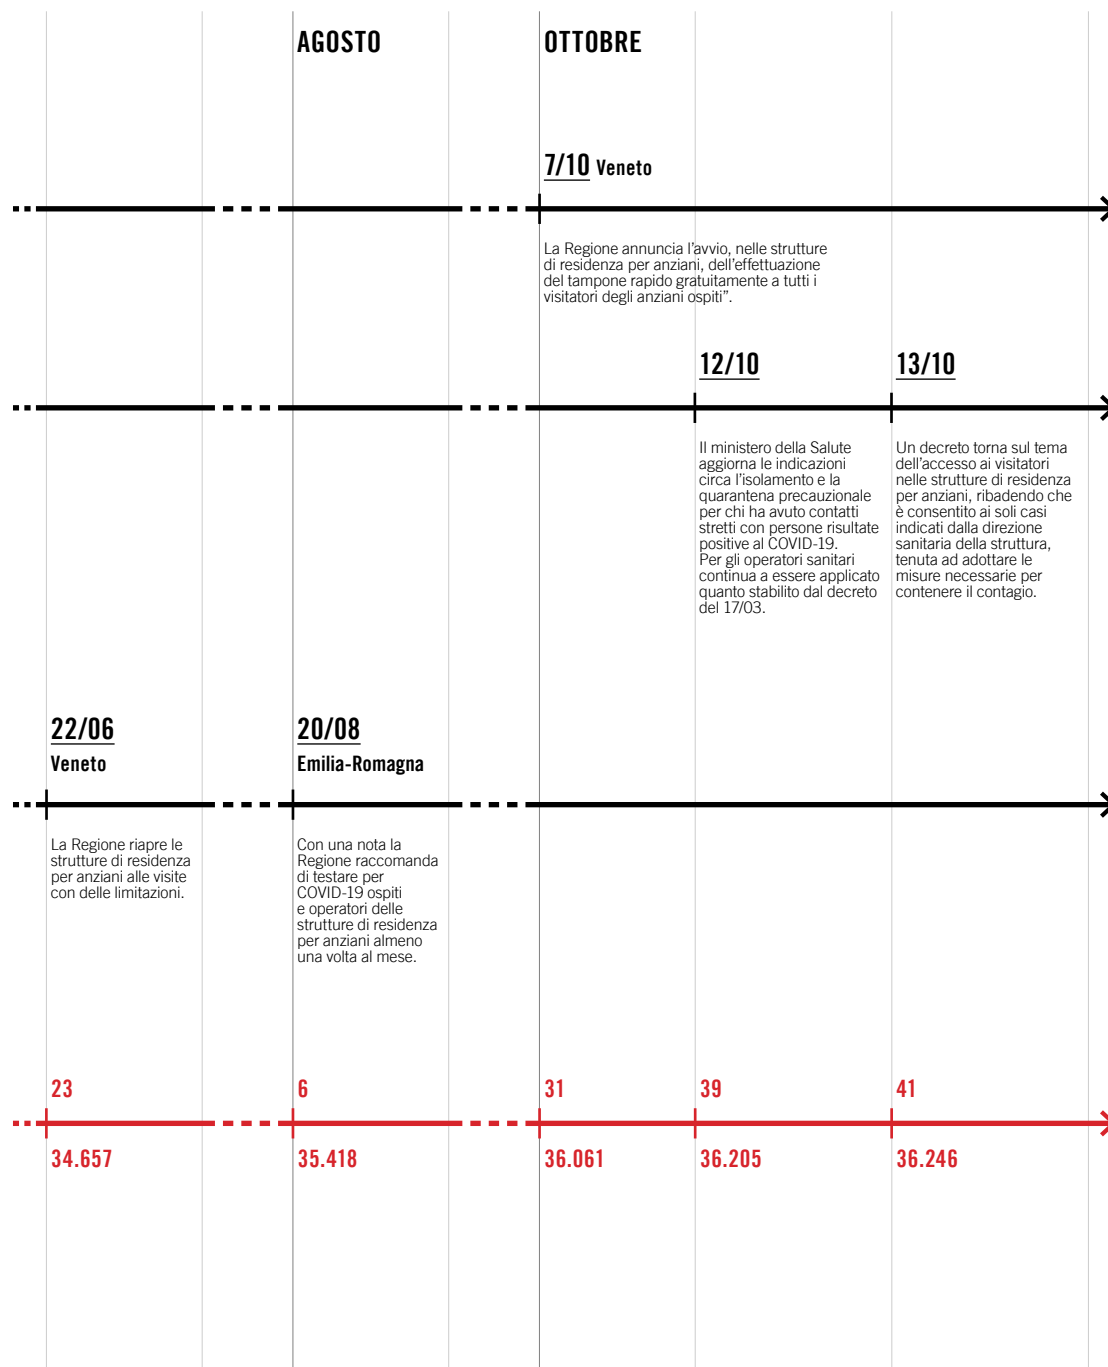 AGOSTO
OTTOBRE
7/10 Veneto
La Regione annuncia l'avvio, nelle strutture
di residenza per anziani, dell'effettuazione
del tampone rapido gratuitamente a tutti i
visitatori degli anziani ospiti”.
12/10
Il ministero della Salute
aggiorna le indicazioni
circa l'isolamento e la
quarantena precauzionale
per chi ha avuto contatti
stretti con persone risultate
positive al COVID-19.
Per gli operatori sanitari
continua a essere applicato
quanto stabilito dal decreto
del 17/03.
13/10
Un decreto torna sul tema
dell'accesso ai visitatori
nelle strutture di residenza
per anziani, ribadendo che
è consentito ai soli casi
indicati dalla direzione
sanitaria della struttura,
tenuta ad adottare le
misure necessarie per
contenere il contagio.
22/06
Veneto
La Regione riapre le
strutture di residenza
per anziani alle visite
con delle limitazioni.
20/08
Emilia-Romagna
Con una nota la
Regione raccomanda
di testare per
COVID-19 ospiti
e operatori delle
strutture di residenza
per anziani almeno
una volta al mese.
23
6
31
39
41
34.657
35.418
36.061
36.205
36.246